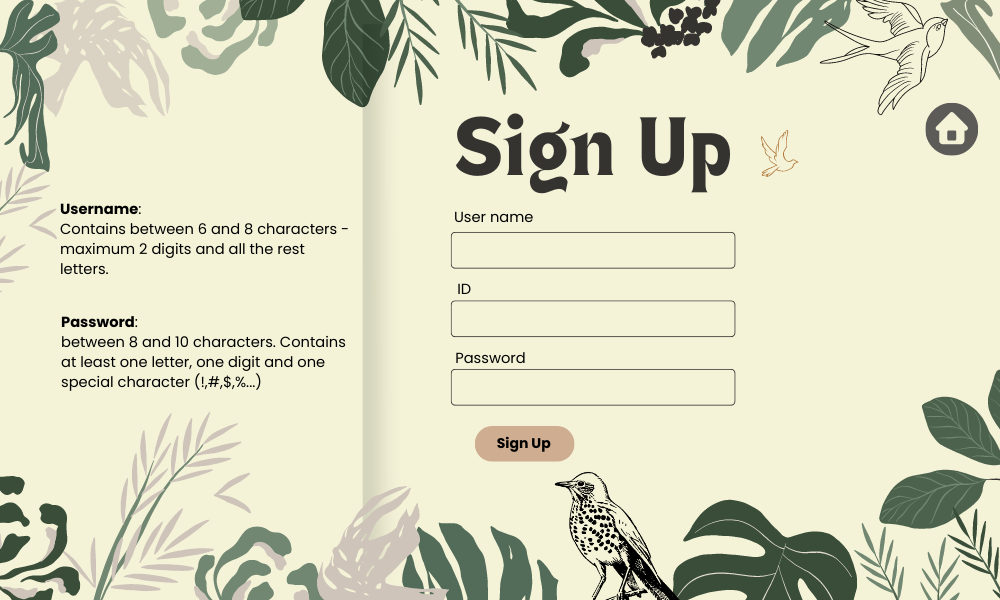 Sign Up
Username:
Contains between 6 and 8 characters -
maximum 2 digits and all the rest
letters.
Password:
between 8 and 10 characters. Contains
at least one letter, one digit and one
special character (!,#,$,%...)
User name
ID
Password
Sign Up